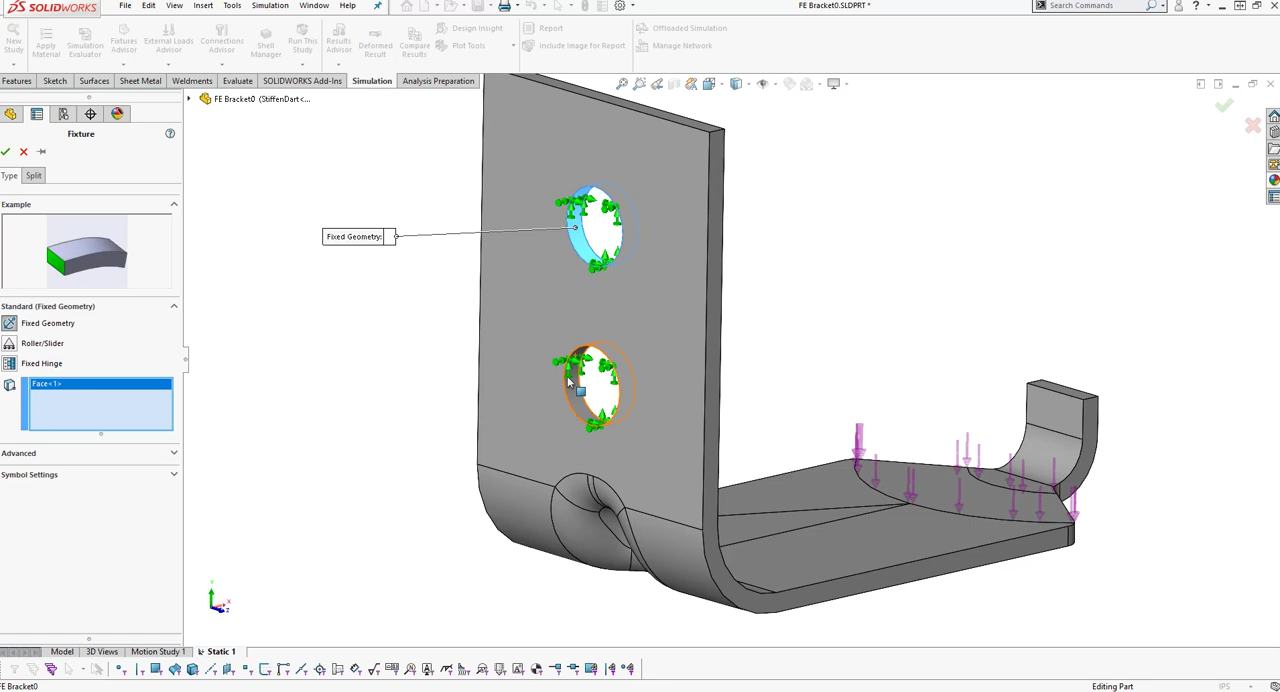 SOLIDWORKS File Edit View Insert Tools Simulation Window Help FE Bracket0.SLDPRT * Search Commands
New Study
Apply Material
Simulation Evaluator
Fixtures Advisor
External Loads Advisor
Connections Advisor
Shell Manager
Run This Study
Results Advisor
Deformed Result
Compare Results
Design Insight
Plot Tools
Report
Include Image for Report
Offloaded Simulation
Manage Network
Features Sketch Surfaces Sheet Metal Weldments Evaluate SOLIDWORKS Add-Ins Simulation Analysis Preparation
FE Bracket0 (StiffenDart<...
Fixture
Type Split
Example
Fixed Geometry:
Standard (Fixed Geometry)
Fixed Geometry
Roller/Slider
Fixed Hinge
Face<1>
Advanced
Symbol Settings
Y
X
Z
Model 3D Views Motion Study 1 Static 1
FE Bracket0 Editing Part IPS